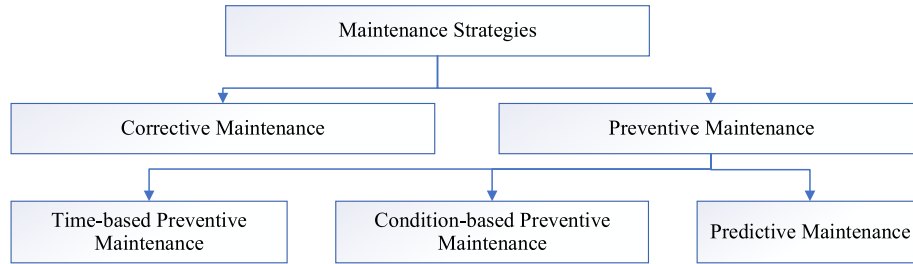 Maintenance Strategies
Corrective Maintenance
Preventive Maintenance
Time-based Preventive
Maintenance
Condition-based Preventive
Maintenance
Predictive Maintenance